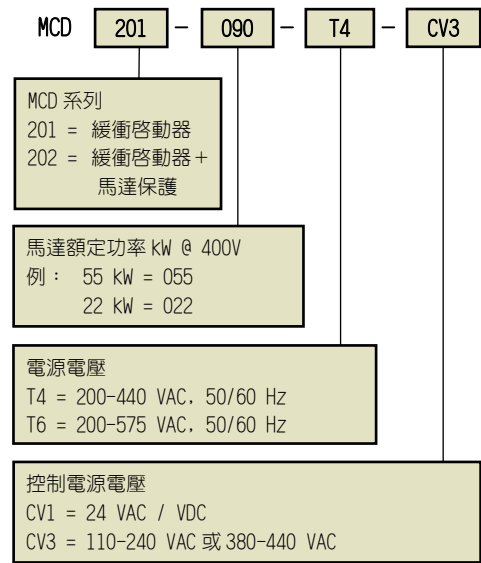 MCD 201 - 090 - T4 - CV3
MCD 系列
201 = 緩衝啓動器
202 = 緩衝啓動器+
馬達保護
馬達額定功率 kW @ 400V
例: 55 kW = 055
22 kW = 022
電源電壓
T4 = 200-440 VAC, 50/60 Hz
T6 = 200-575 VAC, 50/60 Hz
控制電源電壓
CV1 = 24 VAC / VDC
CV3 = 110-240 VAC 或 380-440 VAC